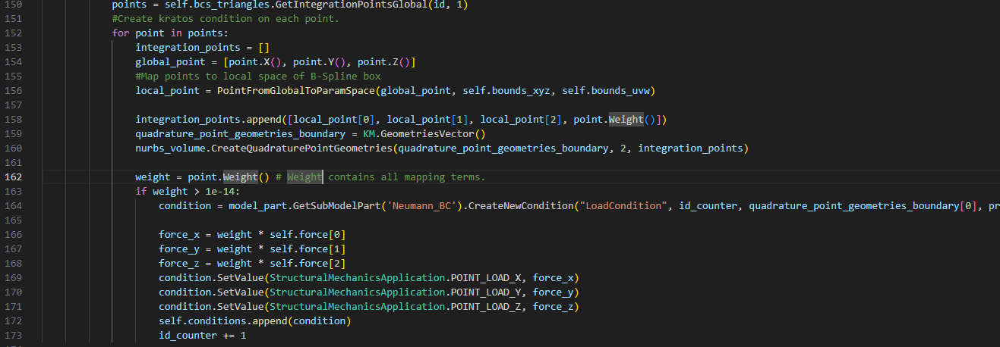 150 points = self.bcs_triangles.GetIntegrationPointsGlobal(id, 1)
151 #Create kratos condition on each point.
152 for point in points:
153 integration_points = []
154 global_point = [point.X(), point.Y(), point.Z()]
155 #Map points to local space of B-Spline box
156 local_point = PointFromGlobalToParamSpace(global_point, self.bounds_xyz, self.bounds_uvw)
157
158 integration_points.append([local_point[0], local_point[1], local_point[2], point.Weight()])
159 quadrature_point_geometries_boundary = KM.GeometriesVector()
160 nurbs_volume.CreateQuadraturePointGeometries(quadrature_point_geometries_boundary, 2, integration_points)
161
162 weight = point.Weight() # Weight contains all mapping terms.
163 if weight > 1e-14:
164 condition = model_part.GetSubModelPart('Neumann_BC').CreateNewCondition("LoadCondition", id_counter, quadrature_point_geometries_boundary[0], pr
165
166 force_x = weight * self.force[0]
167 force_y = weight * self.force[1]
168 force_z = weight * self.force[2]
169 condition.SetValue(StructuralMechanicsApplication.POINT_LOAD_X, force_x)
170 condition.SetValue(StructuralMechanicsApplication.POINT_LOAD_Y, force_y)
171 condition.SetValue(StructuralMechanicsApplication.POINT_LOAD_Z, force_z)
172 self.conditions.append(condition)
173 id_counter += 1